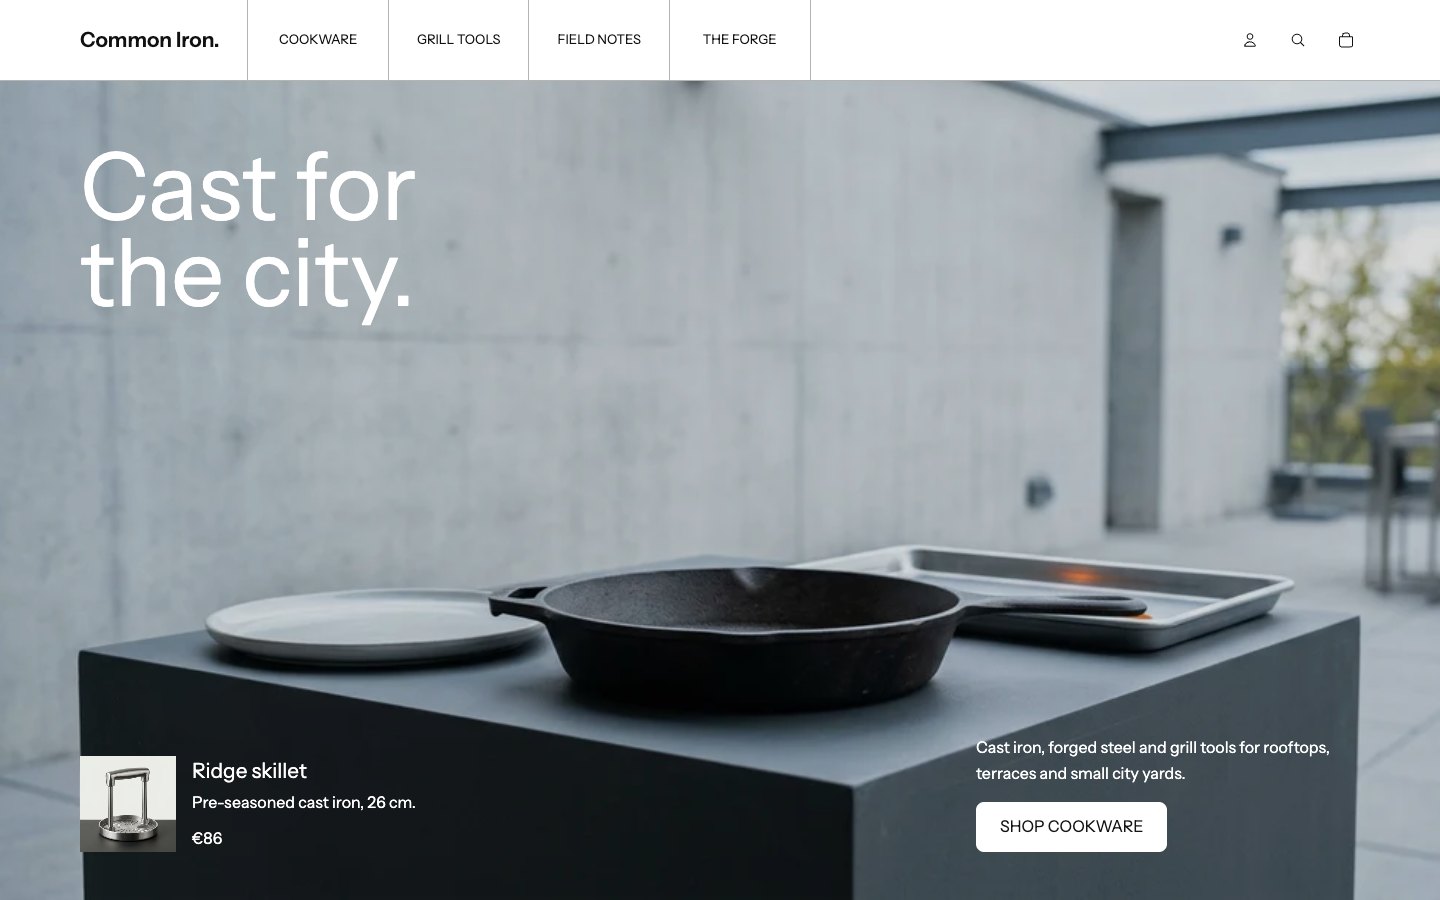 Common Iron.
COOKWARE
GRILL TOOLS
FIELD NOTES
THE FORGE
Cast for
the city.
Ridge skillet
Pre-seasoned cast iron, 26 cm.
€86
Cast iron, forged steel and grill tools for rooftops,
terraces and small city yards.
SHOP COOKWARE